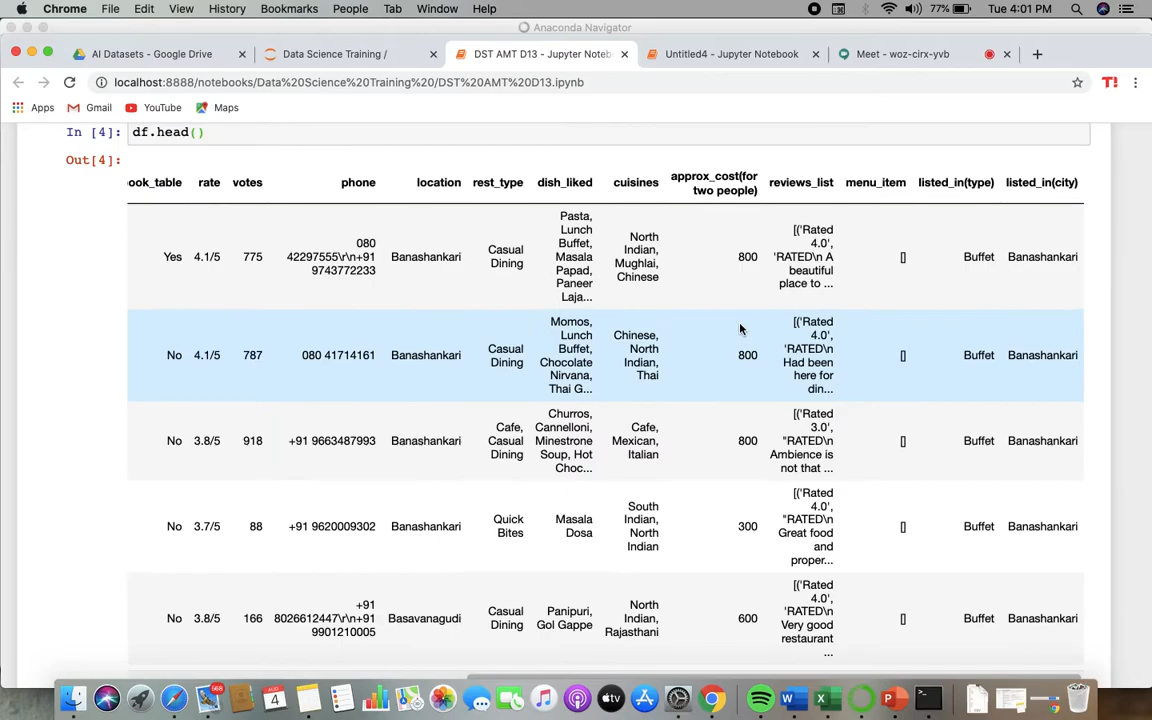 Chrome File Edit View History Bookmarks People Tab Window Help 77% Tue 4:01 PM
Anaconda Navigator
AI Datasets - Google Drive Data Science Training / DST AMT D13 - Jupyter Noteb Untitled4 - Jupyter Notebook Meet - woz-cirx-yvb
localhost:8888/notebooks/Data%20Science%20Training%20/DST%20AMT%20D13.ipynb T!
Apps Gmail YouTube Maps
In [4]: df.head()
Out[4]:
ook_table rate votes phone location rest_type dish_liked cuisines approx_cost(for two people) reviews_list menu_item listed_in(type) listed_in(city)
Yes 4.1/5 775 080 42297555\r\n+91 9743772233 Banashankari Casual Dining Pasta, Lunch Buffet, Masala Papad, Paneer Laja... North Indian, Mughlai, Chinese 800 [('Rated 4.0', 'RATED\n A beautiful place to ... [] Buffet Banashankari
No 4.1/5 787 080 41714161 Banashankari Casual Dining Momos, Lunch Buffet, Chocolate Nirvana, Thai G... Chinese, North Indian, Thai 800 [('Rated 4.0', 'RATED\n Had been here for din... [] Buffet Banashankari
No 3.8/5 918 +91 9663487993 Banashankari Cafe, Casual Dining Churros, Cannelloni, Minestrone Soup, Hot Choc... Cafe, Mexican, Italian 800 [('Rated 3.0', "RATED\n Ambience is not that ... [] Buffet Banashankari
No 3.7/5 88 +91 9620009302 Banashankari Quick Bites Masala Dosa South Indian, North Indian 300 [('Rated 4.0', "RATED\n Great food and proper... [] Buffet Banashankari
No 3.8/5 166 +91 8026612447\r\n+91 9901210005 Basavanagudi Casual Dining Panipuri, Gol Gappe North Indian, Rajasthani 600 [('Rated 4.0', 'RATED\n Very good restaurant ... [] Buffet Banashankari
568
4
tv